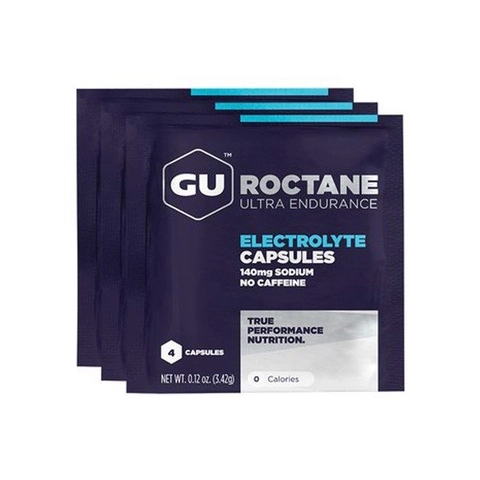 GU™ ROCTANE
ULTRA ENDURANCE
ELECTROLYTE
CAPSULES
140mg SODIUM
NO CAFFEINE
TRUE
PERFORMANCE
NUTRITION.
4 CAPSULES
NET WT. 0.12 oz. (3.42g)
0 Calories